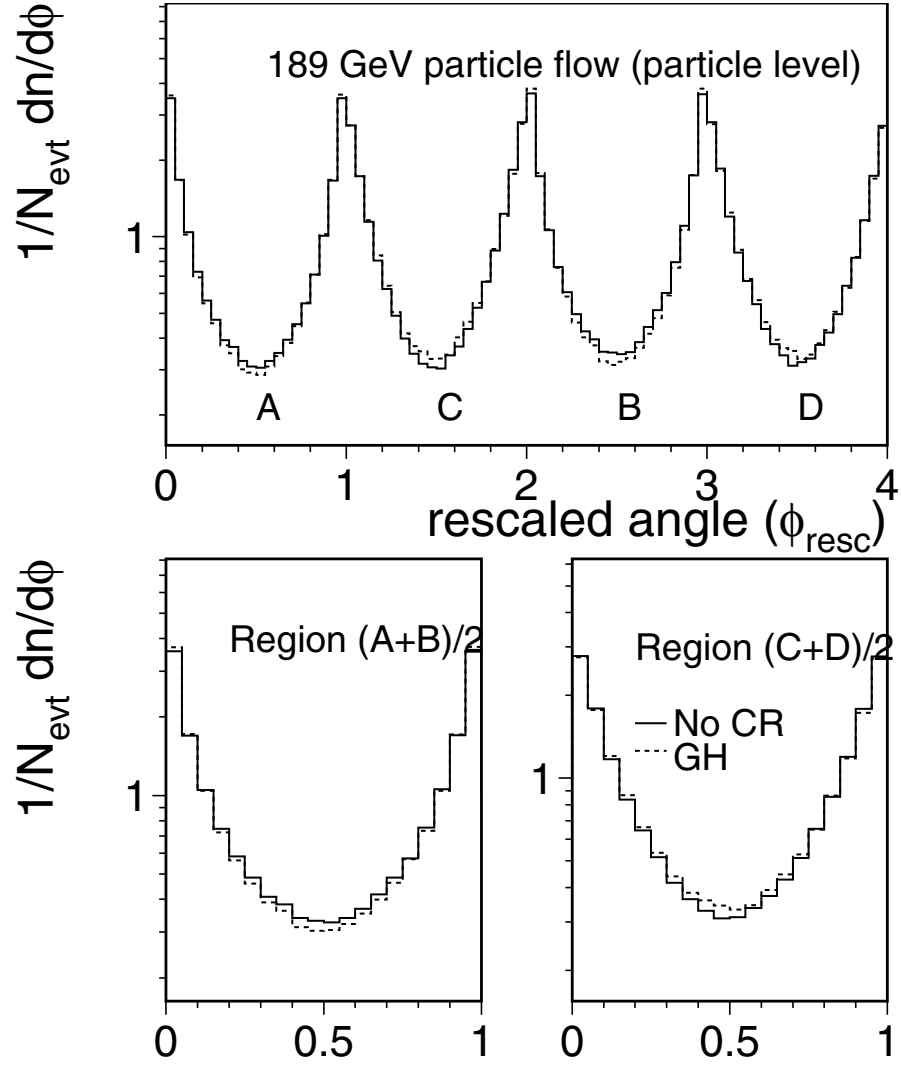 1/N_evt dn/dϕ
189 GeV particle flow (particle level)
1
A C B D
0 1 2 3 4
rescaled angle (ϕ_resc)
1/N_evt dn/dϕ
Region (A+B)/2
1
0 0.5 1
Region (C+D)/2
No CR
GH
1
0 0.5 1